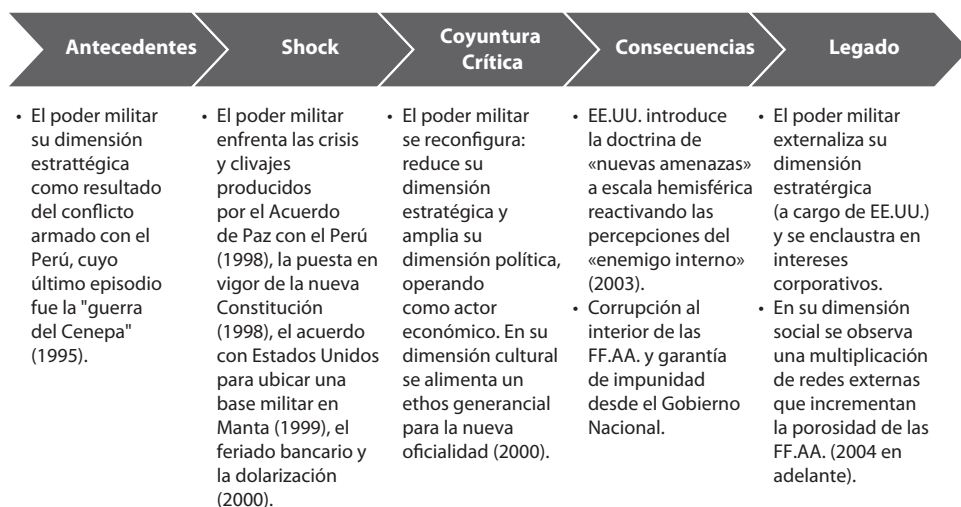 Antecedentes
Shock
Coyuntura
Crítica
Consecuencias
Legado
• El poder militar
su dimensión
estrattégica
como resultado
del conflicto
armado con el
Perú, cuyo
último episodio
fue la "guerra
del Cenepa"
(1995).
• El poder militar
enfrenta las crisis
y clivajes
producidos
por el Acuerdo
de Paz con el Perú
(1998), la puesta en
vigor de la nueva
Constitución
(1998), el acuerdo
con Estados Unidos
para ubicar una
base militar en
Manta (1999), el
feriado bancario y
la dolarización
(2000).
• El poder militar
se reconfigura:
reduce su
dimensión
estratégica y
amplia su
dimensión política,
operando
como actor
económico. En su
dimensión cultural
se alimenta un
ethos generancial
para la nueva
oficialidad (2000).
• EE.UU. introduce
la doctrina de
«nuevas amenazas»
a escala hemisférica
reactivando las
percepciones del
«enemigo interno»
(2003).
• Corrupción al
interior de las
FF.AA. y garantía
de impunidad
desde el Gobierno
Nacional.
• El poder militar
externaliza su
dimensión
estratérgica
(a cargo de EE.UU.)
y se enclaustra en
intereses
corporativos.
• En su dimensión
social se observa
una multiplicación
de redes externas
que incrementan
la porosidad de las
FF.AA. (2004 en
adelante).